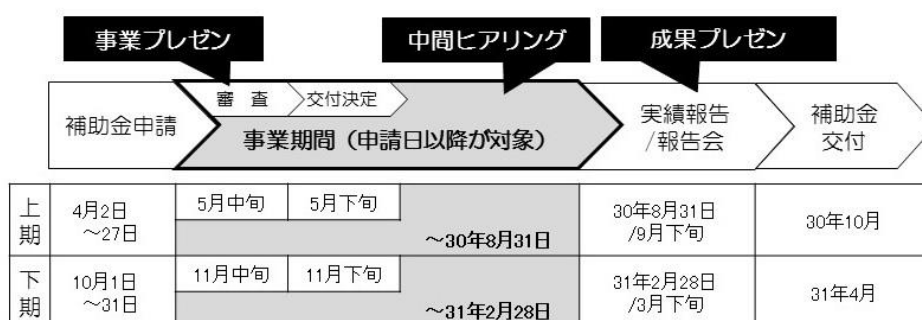 事業プレゼン
中間ヒアリング
成果プレゼン
補助金申請
審 査
交付決定
事業期間（申請日以降が対象）
実績報告
/報告会
補助金
交付
上
期
4月2日
～27日
5月中旬
5月下旬
～30年8月31日
30年8月31日
/9月下旬
30年10月
下
期
10月1日
～31日
11月中旬
11月下旬
～31年2月28日
31年2月28日
/3月下旬
31年4月